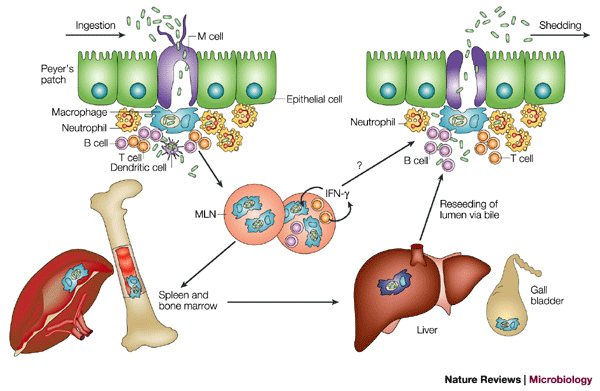 Ingestion
M cell
Shedding
Peyer's
patch
Epithelial cell
Macrophage
Neutrophil
B cell
T cell
Dendritic cell
Neutrophil
B cell
T cell
?
IFN-γ
MLN
Reseeding of
lumen via bile
Spleen and
bone marrow
Liver
Gall
bladder
Nature Reviews | Microbiology